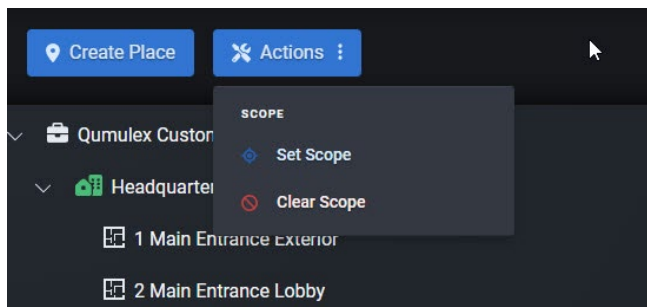 Create Place
Actions
SCOPE
Qumulex Custon
Set Scope
Headquarter
Clear Scope
1 Main Entrance Exterior
2 Main Entrance Lobby